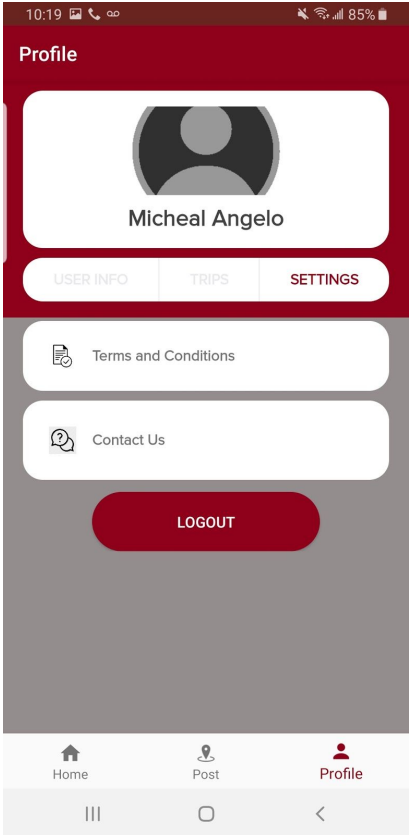 10:19 85%
Profile
Micheal Angelo
USER INFO TRIPS SETTINGS
Terms and Conditions
Contact Us
LOGOUT
Home Post Profile